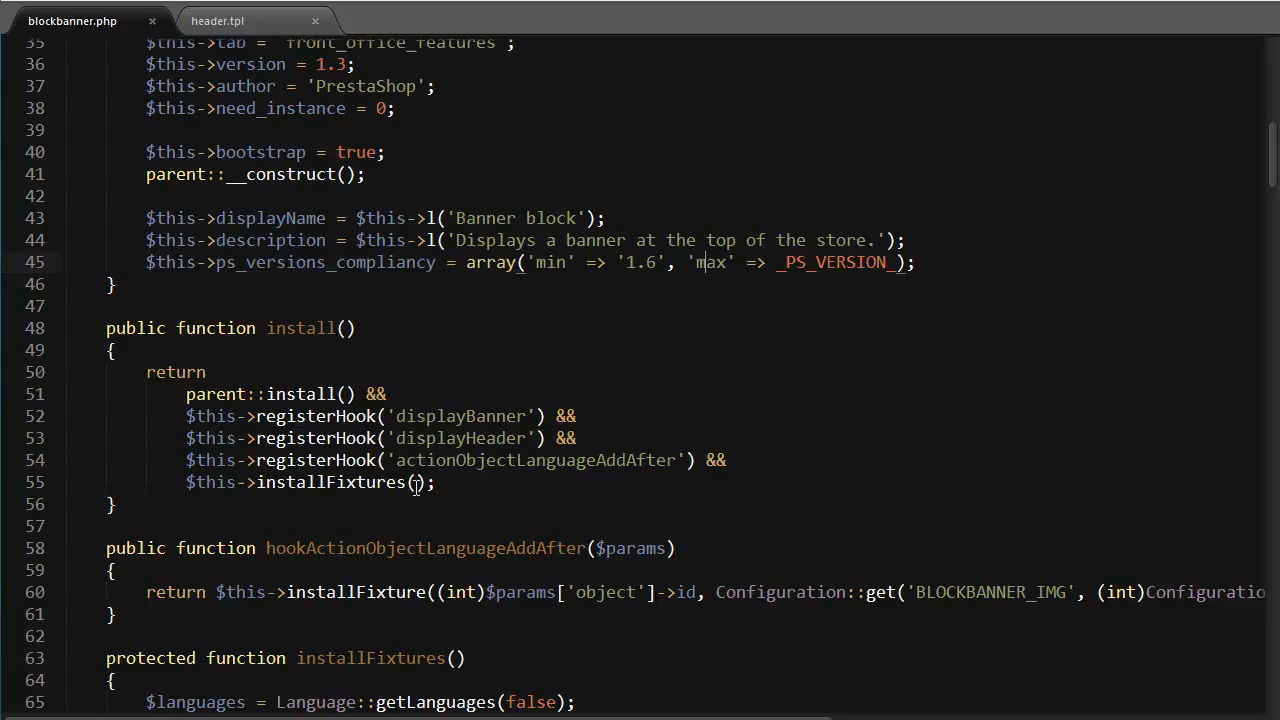 blockbanner.php × header.tpl ×
35 $this->tab = 'front_office_features';
36 $this->version = 1.3;
37 $this->author = 'PrestaShop';
38 $this->need_instance = 0;
39
40 $this->bootstrap = true;
41 parent::__construct();
42
43 $this->displayName = $this->l('Banner block');
44 $this->description = $this->l('Displays a banner at the top of the store.');
45 $this->ps_versions_compliancy = array('min' => '1.6', 'max' => _PS_VERSION_);
46 }
47
48 public function install()
49 {
50 return
51 parent::install() &&
52 $this->registerHook('displayBanner') &&
53 $this->registerHook('displayHeader') &&
54 $this->registerHook('actionObjectLanguageAddAfter') &&
55 $this->installFixtures();
56 }
57
58 public function hookActionObjectLanguageAddAfter($params)
59 {
60 return $this->installFixture((int)$params['object']->id, Configuration::get('BLOCKBANNER_IMG', (int)Configuratio
61 }
62
63 protected function installFixtures()
64 {
65 $languages = Language::getLanguages(false);